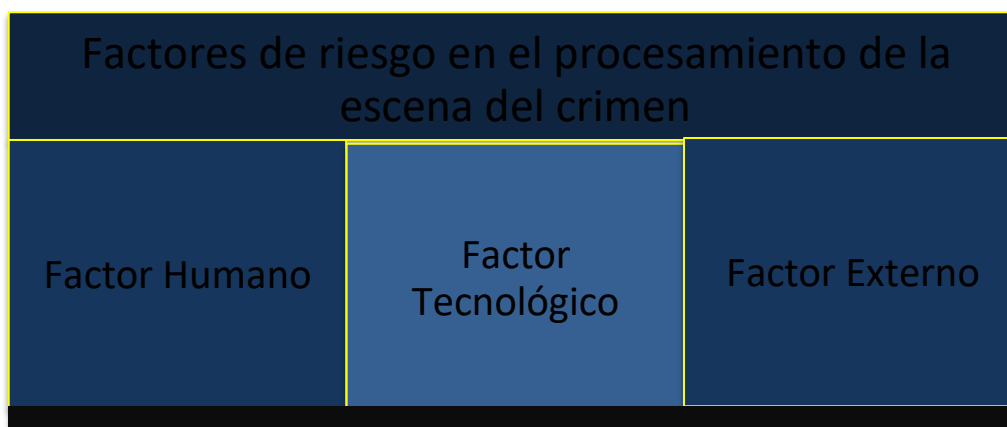 Factores de riesgo en el procesamiento de la
escena del crimen
Factor Humano
Factor
Tecnológico
Factor Externo